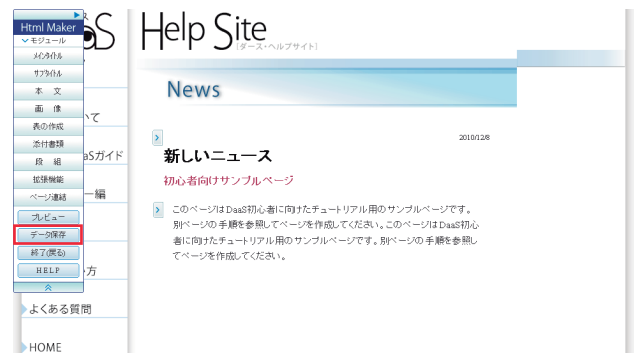 Html Maker
モジュール
メインタイトル
サブタイトル
本 文
画 像
表の作成
添付書類
段 組
拡張機能
ページ連結
プレビュー
データ保存
終了(戻る)
HELP
aS
Help Site
[ダース・ヘルプサイト]
News
いて
aSガイド
ー編
方
よくある質問
HOME
2010/12/8
新しいニュース
初心者向けサンプルページ
このページはDaaS初心者に向けたチュートリアル用のサンプルページです。
別ページの手順を参照してページを作成してください。このページはDaaS初心
者に向けたチュートリアル用のサンプルページです。別ページの手順を参照し
てページを作成してください。